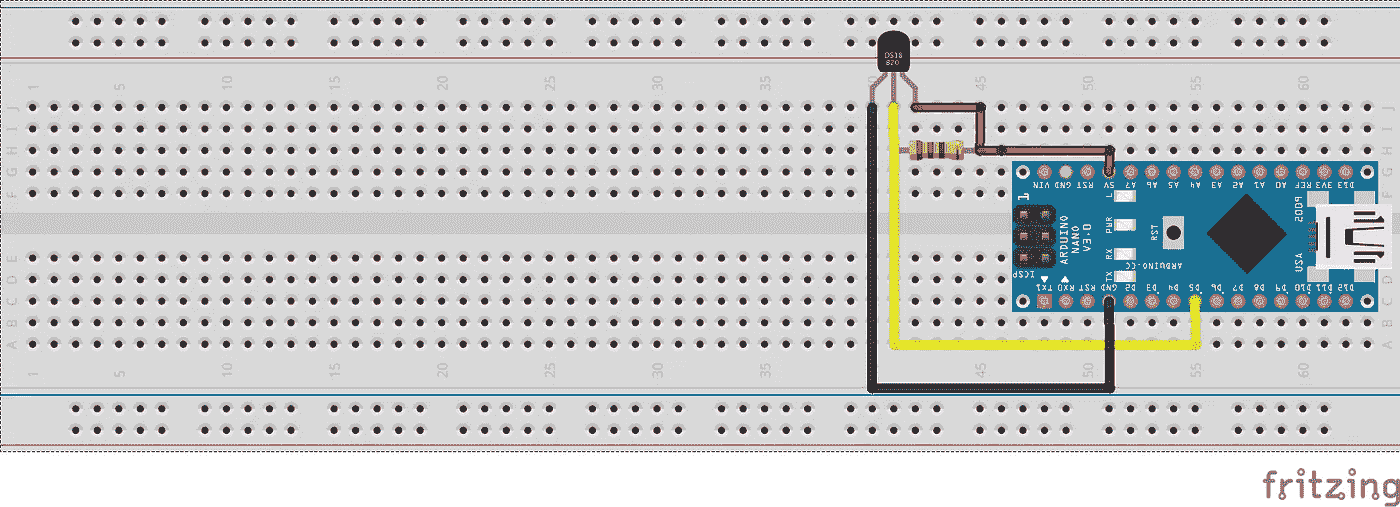 1 5 10 15 20 25 30 35 40 45 50 55 60
DS18
B20
J J
I I
H H
G G
F F
VIN GND RST 5V A7 A6 A5 A4 A3 A2 A1 A0 REF 3V3 D13
1
L
PWR
RX
TX
ARDUINO
NANO
V3.0
RST
ARDUINO.CC
ICSP
USA
TX1 RX0 RST GND D2 D3 D4 D5 D6 D7 D8 D9 D10 D11 D12
E E
D D
C C
B B
A A
1 5 10 15 20 25 30 35 45 50 55 60
fritzing